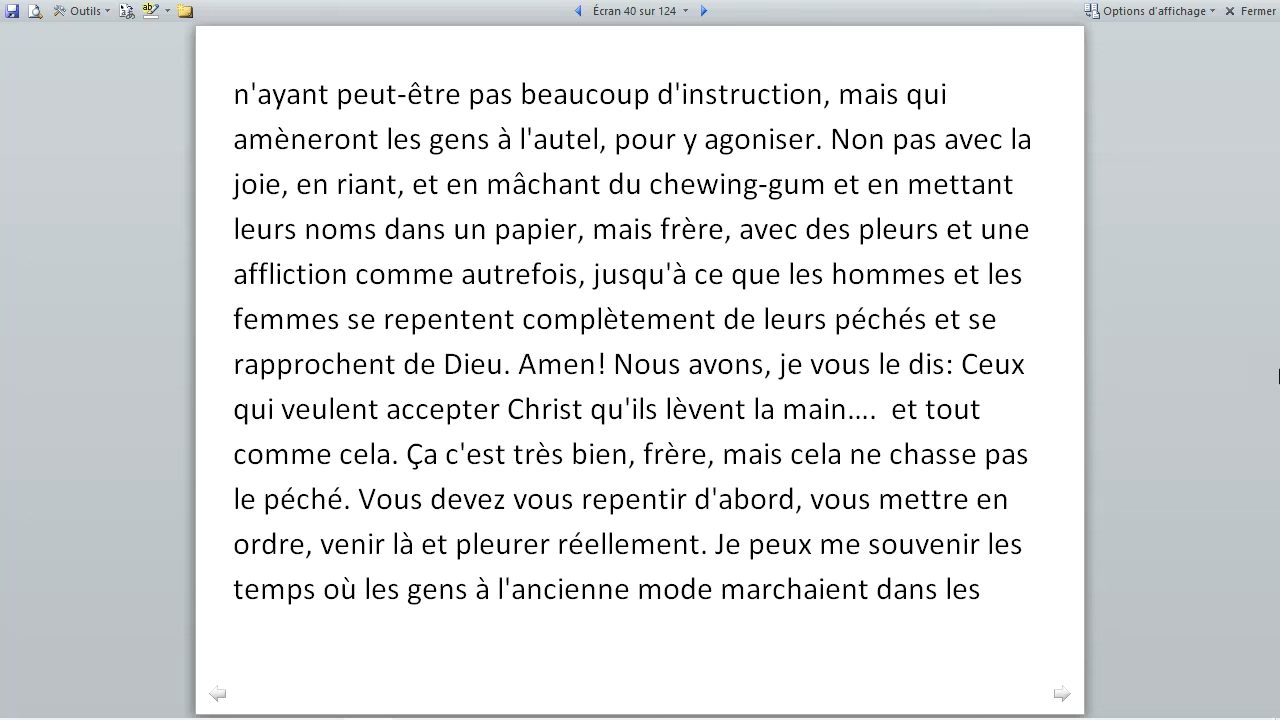 Outils
Écran 40 sur 124
Options d'affichage
Fermer
n'ayant peut-être pas beaucoup d'instruction, mais qui
amèneront les gens à l'autel, pour y agoniser. Non pas avec la
joie, en riant, et en mâchant du chewing-gum et en mettant
leurs noms dans un papier, mais frère, avec des pleurs et une
affliction comme autrefois, jusqu'à ce que les hommes et les
femmes se repentent complètement de leurs péchés et se
rapprochent de Dieu. Amen! Nous avons, je vous le dis: Ceux
qui veulent accepter Christ qu'ils lèvent la main....  et tout
comme cela. Ça c'est très bien, frère, mais cela ne chasse pas
le péché. Vous devez vous repentir d'abord, vous mettre en
ordre, venir là et pleurer réellement. Je peux me souvenir les
temps où les gens à l'ancienne mode marchaient dans les